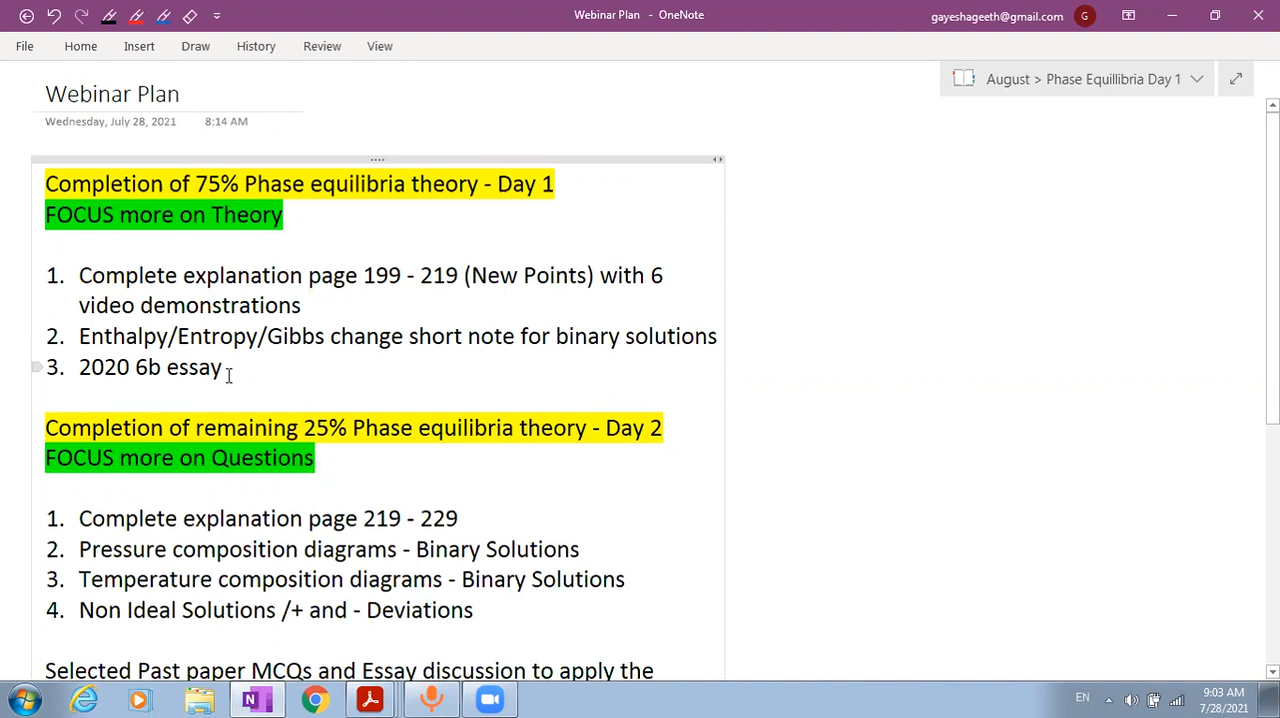 Webinar Plan - OneNote
gayeshageeth@gmail.com G
File Home Insert Draw History Review View
August > Phase Equillibria Day 1
Webinar Plan
Wednesday, July 28, 2021 8:14 AM
Completion of 75% Phase equilibria theory - Day 1
FOCUS more on Theory
1. Complete explanation page 199 - 219 (New Points) with 6
video demonstrations
2. Enthalpy/Entropy/Gibbs change short note for binary solutions
3. 2020 6b essay
Completion of remaining 25% Phase equilibria theory - Day 2
FOCUS more on Questions
1. Complete explanation page 219 - 229
2. Pressure composition diagrams - Binary Solutions
3. Temperature composition diagrams - Binary Solutions
4. Non Ideal Solutions /+ and - Deviations
Selected Past paper MCQs and Essay discussion to apply the
EN 9:03 AM
7/28/2021